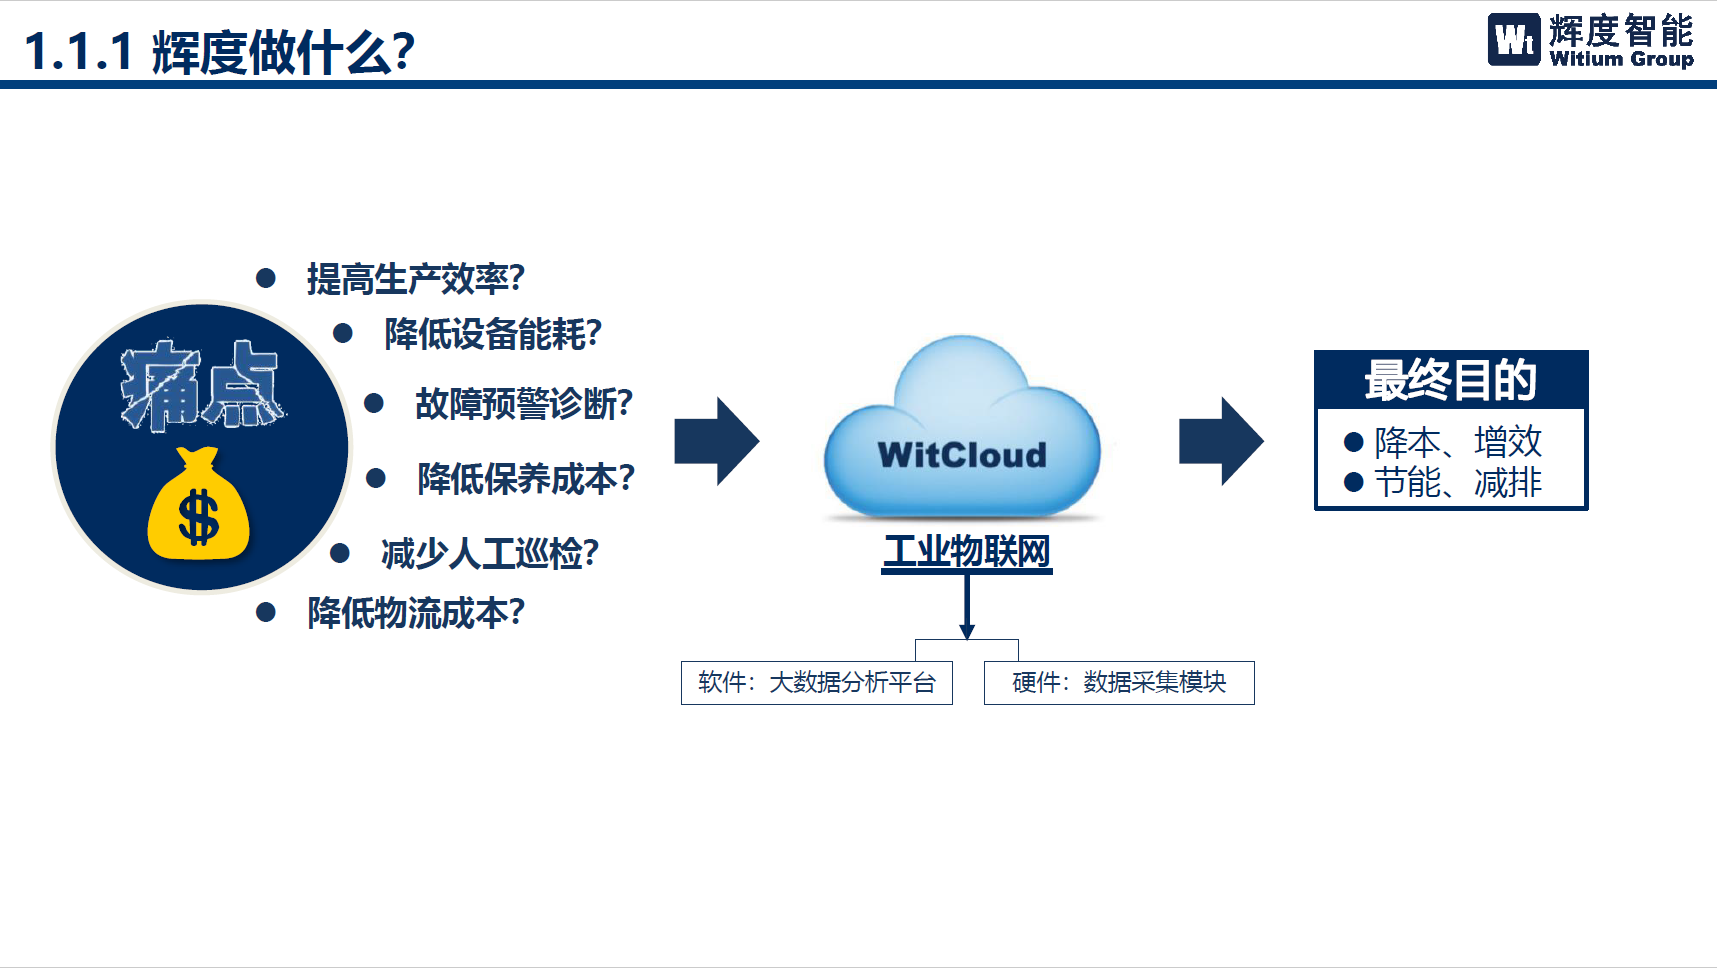 1.1.1 辉度做什么？
Wt
辉度智能
Witium Group
提高生产效率？
降低设备能耗？
痛点
故障预警诊断？
降低保养成本？
$
减少人工巡检？
降低物流成本？
WitCloud
工业物联网
软件：大数据分析平台
硬件：数据采集模块
最终目的
降本、增效
节能、减排